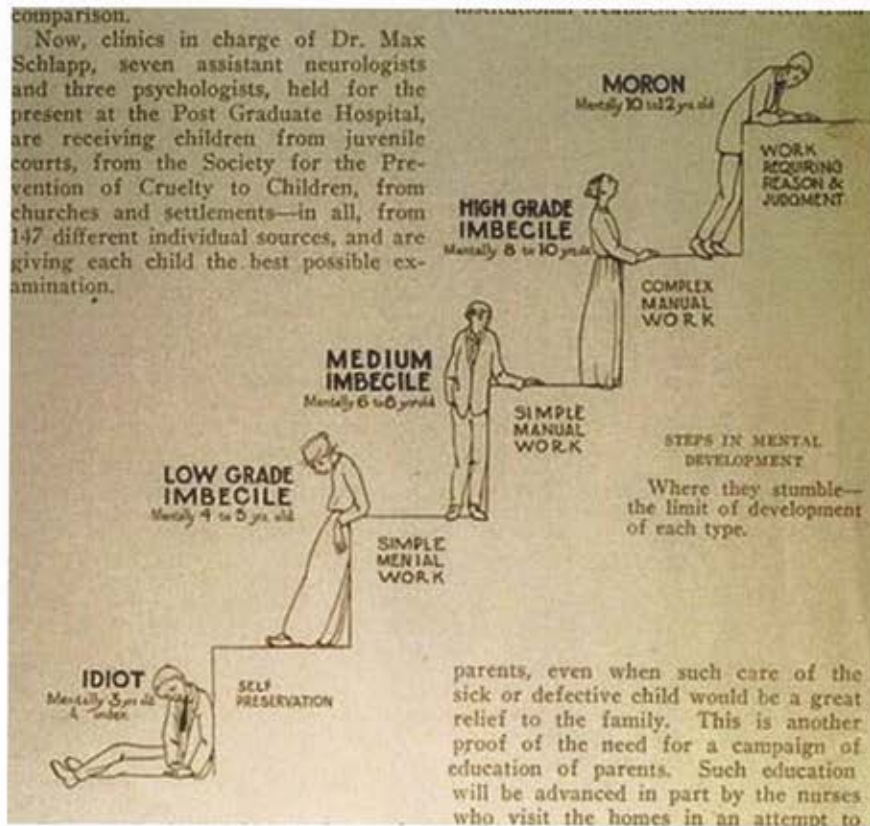 comparison.
Now, clinics in charge of Dr. Max
Schlapp, seven assistant neurologists
and three psychologists, held for the
present at the Post Graduate Hospital,
are receiving children from juvenile
courts, from the Society for the Pre-
vention of Cruelty to Children, from
churches and settlements—in all, from
147 different individual sources, and are
giving each child the best possible ex-
amination.
institutional treatment comes often from
MORON
Mentally 10 to 12 yrs. old
WORK
REQUIRING
REASON &
JUDGMENT
HIGH GRADE
IMBECILE
Mentally 8 to 10 yrs. old
COMPLEX
MANUAL
WORK
MEDIUM
IMBECILE
Mentally 6 to 8 yrs old
SIMPLE
MANUAL
WORK
LOW GRADE
IMBECILE
Mentally 4 to 5 yrs. old
SIMPLE
MENIAL
WORK
IDIOT
Mentally 3 yrs old
& under.
SELF
PRESERVATION
STEPS IN MENTAL
DEVELOPMENT
Where they stumble—
the limit of development
of each type.
parents, even when such care of the
sick or defective child would be a great
relief to the family. This is another
proof of the need for a campaign of
education of parents. Such education
will be advanced in part by the nurses
who visit the homes in an attempt to